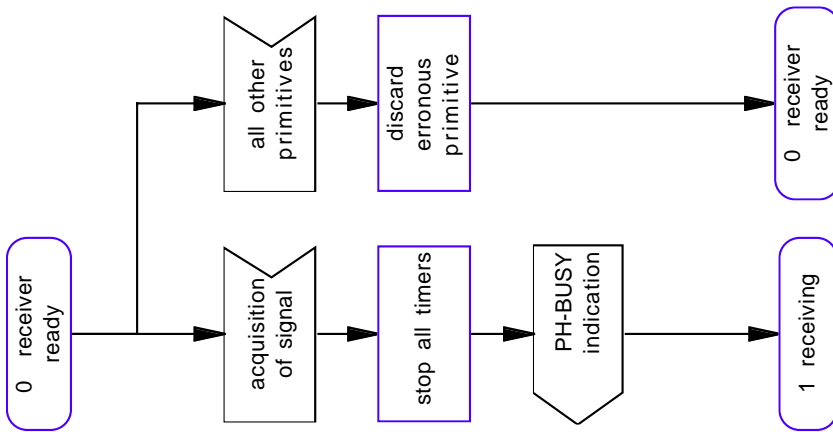 0 receiver
ready
all other
primitives
discard
erronous
primitive
0 receiver
ready
acquisition
of signal
stop all timers
PH-BUSY
indication
1 receiving